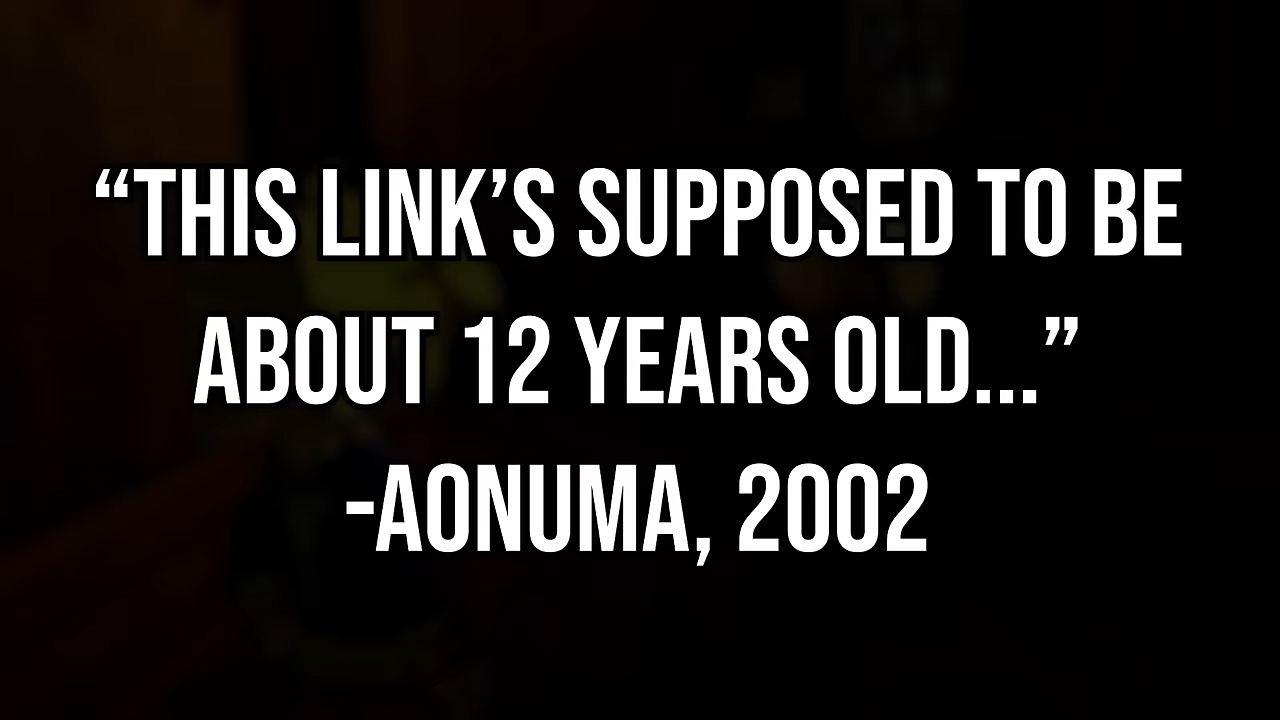 “THIS LINK’S SUPPOSED TO BE
ABOUT 12 YEARS OLD...”
-AONUMA, 2002